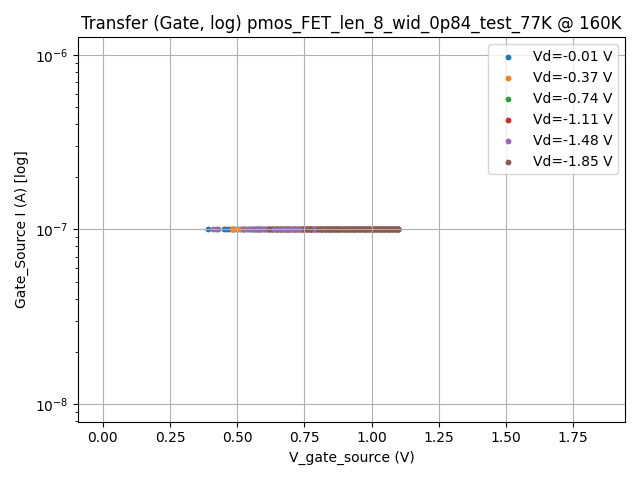 Transfer (Gate, log) pmos_FET_len_8_wid_0p84_test_77K @ 160K
Gate_Source I (A) [log]
10⁻⁶
10⁻⁷
10⁻⁸
Vd=-0.01 V
Vd=-0.37 V
Vd=-0.74 V
Vd=-1.11 V
Vd=-1.48 V
Vd=-1.85 V
0.00 0.25 0.50 0.75 1.00 1.25 1.50 1.75
V_gate_source (V)